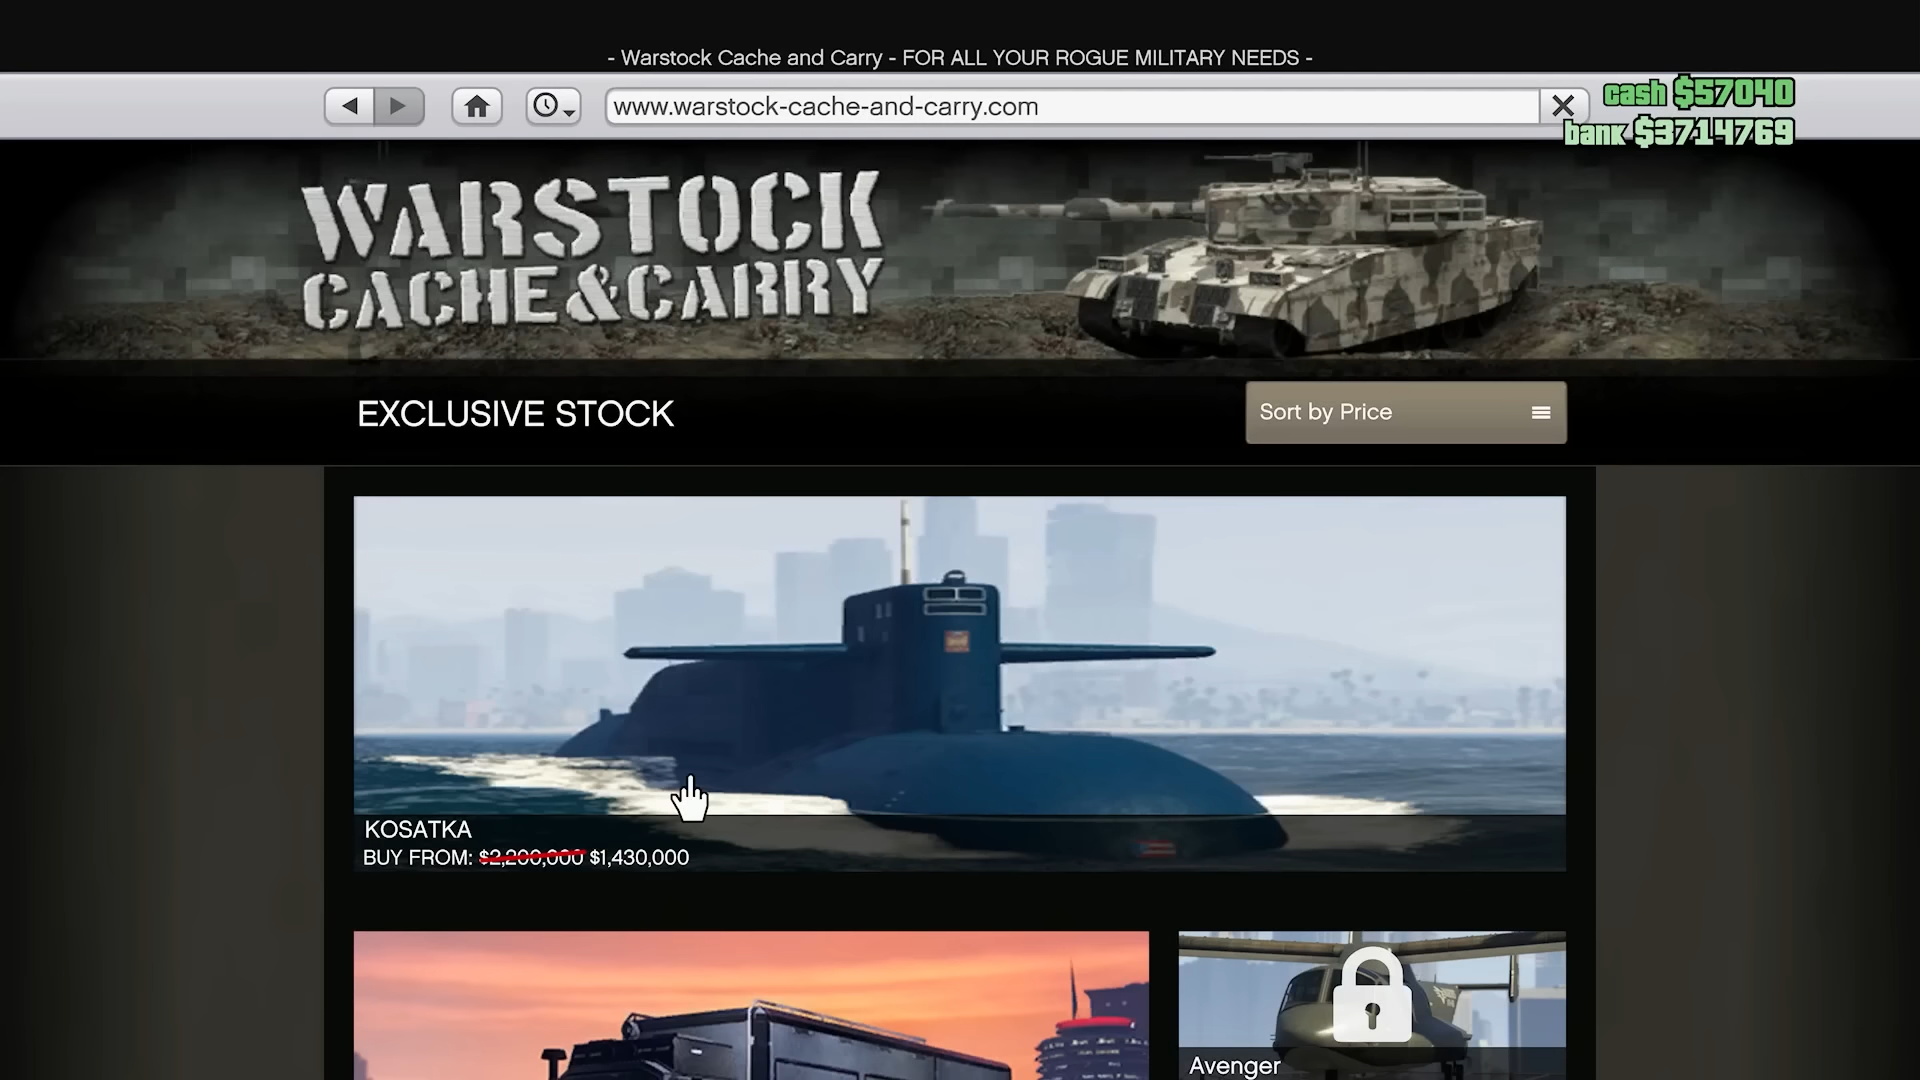 - Warstock Cache and Carry - FOR ALL YOUR ROGUE MILITARY NEEDS -
www.warstock-cache-and-carry.com
cash $57040
bank $3714769
WARSTOCK
CACHE & CARRY
EXCLUSIVE STOCK
Sort by Price
KOSATKA
BUY FROM: $2,200,000 $1,430,000
Avenger